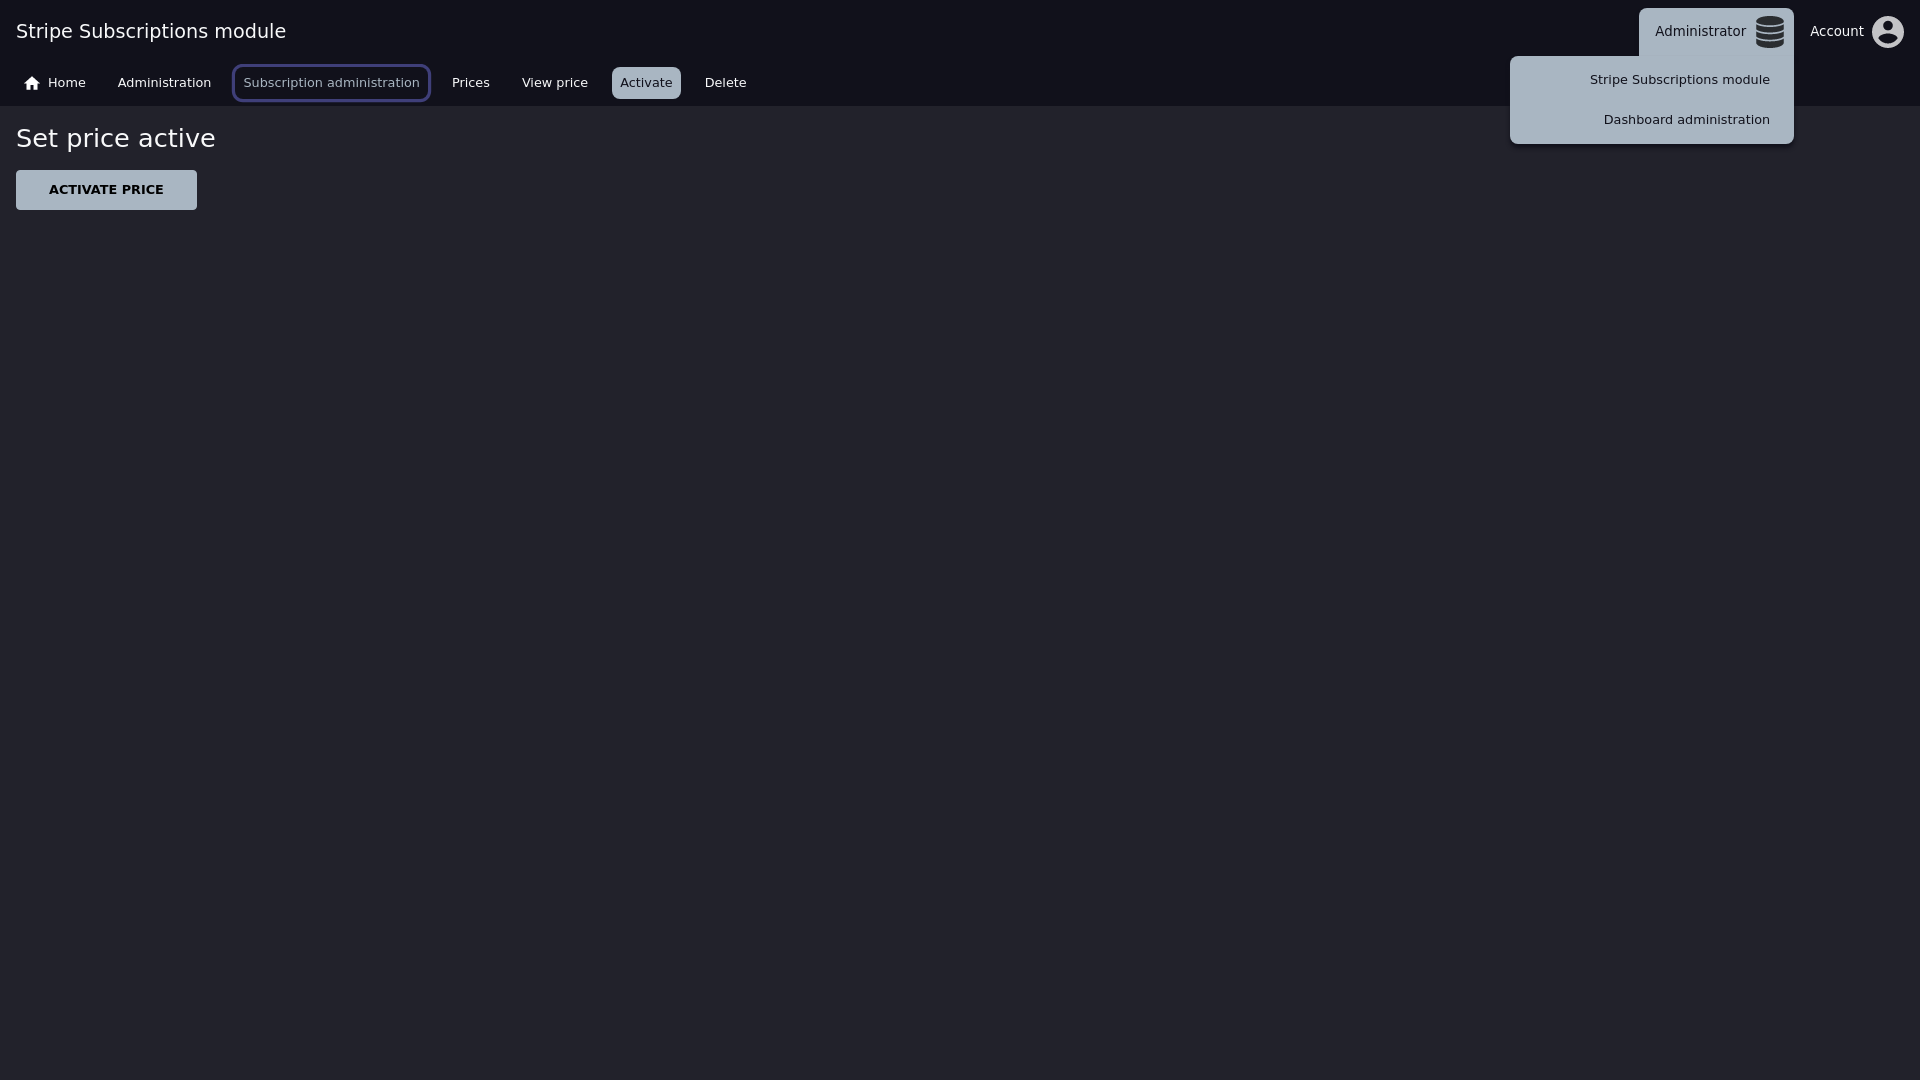 Stripe Subscriptions module
Administrator
Account
Stripe Subscriptions module
Dashboard administration
Home
Administration
Subscription administration
Prices
View price
Activate
Delete
Set price active
ACTIVATE PRICE